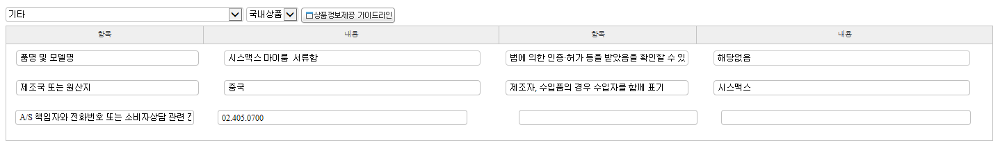 기타 국내상품 상품정보제공 가이드라인
항목 내용 항목 내용
품명 및 모델명 시스맥스 마이룸 서류함 법에 의한 인증·허가 등을 받았음을 확인할 수 있 해당없음
제조국 또는 원산지 중국 제조자, 수입품의 경우 수입자를 함께 표기 시스맥스
A/S 책임자와 전화번호 또는 소비자상담 관련 02.405.0700